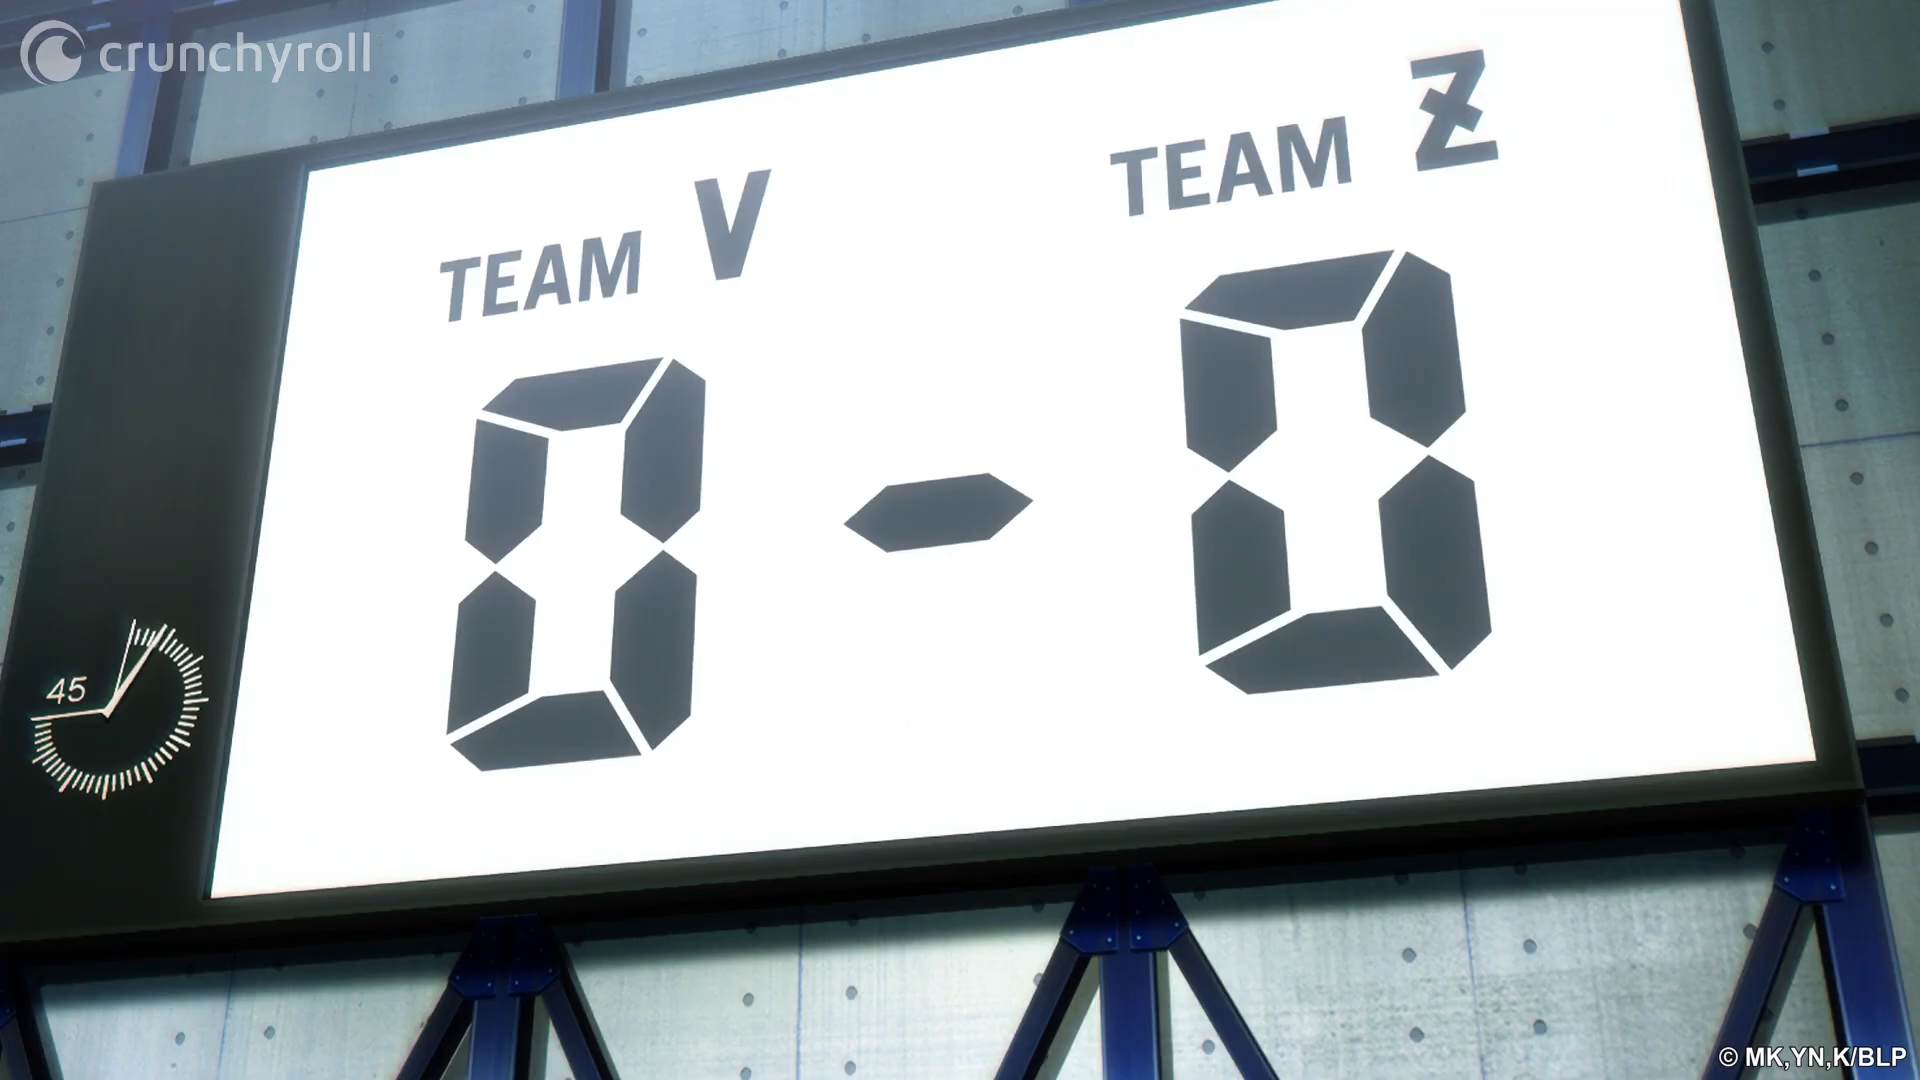 crunchyroll
TEAM V
TEAM Z
0 - 0
45
© MK,YN,K/BLP